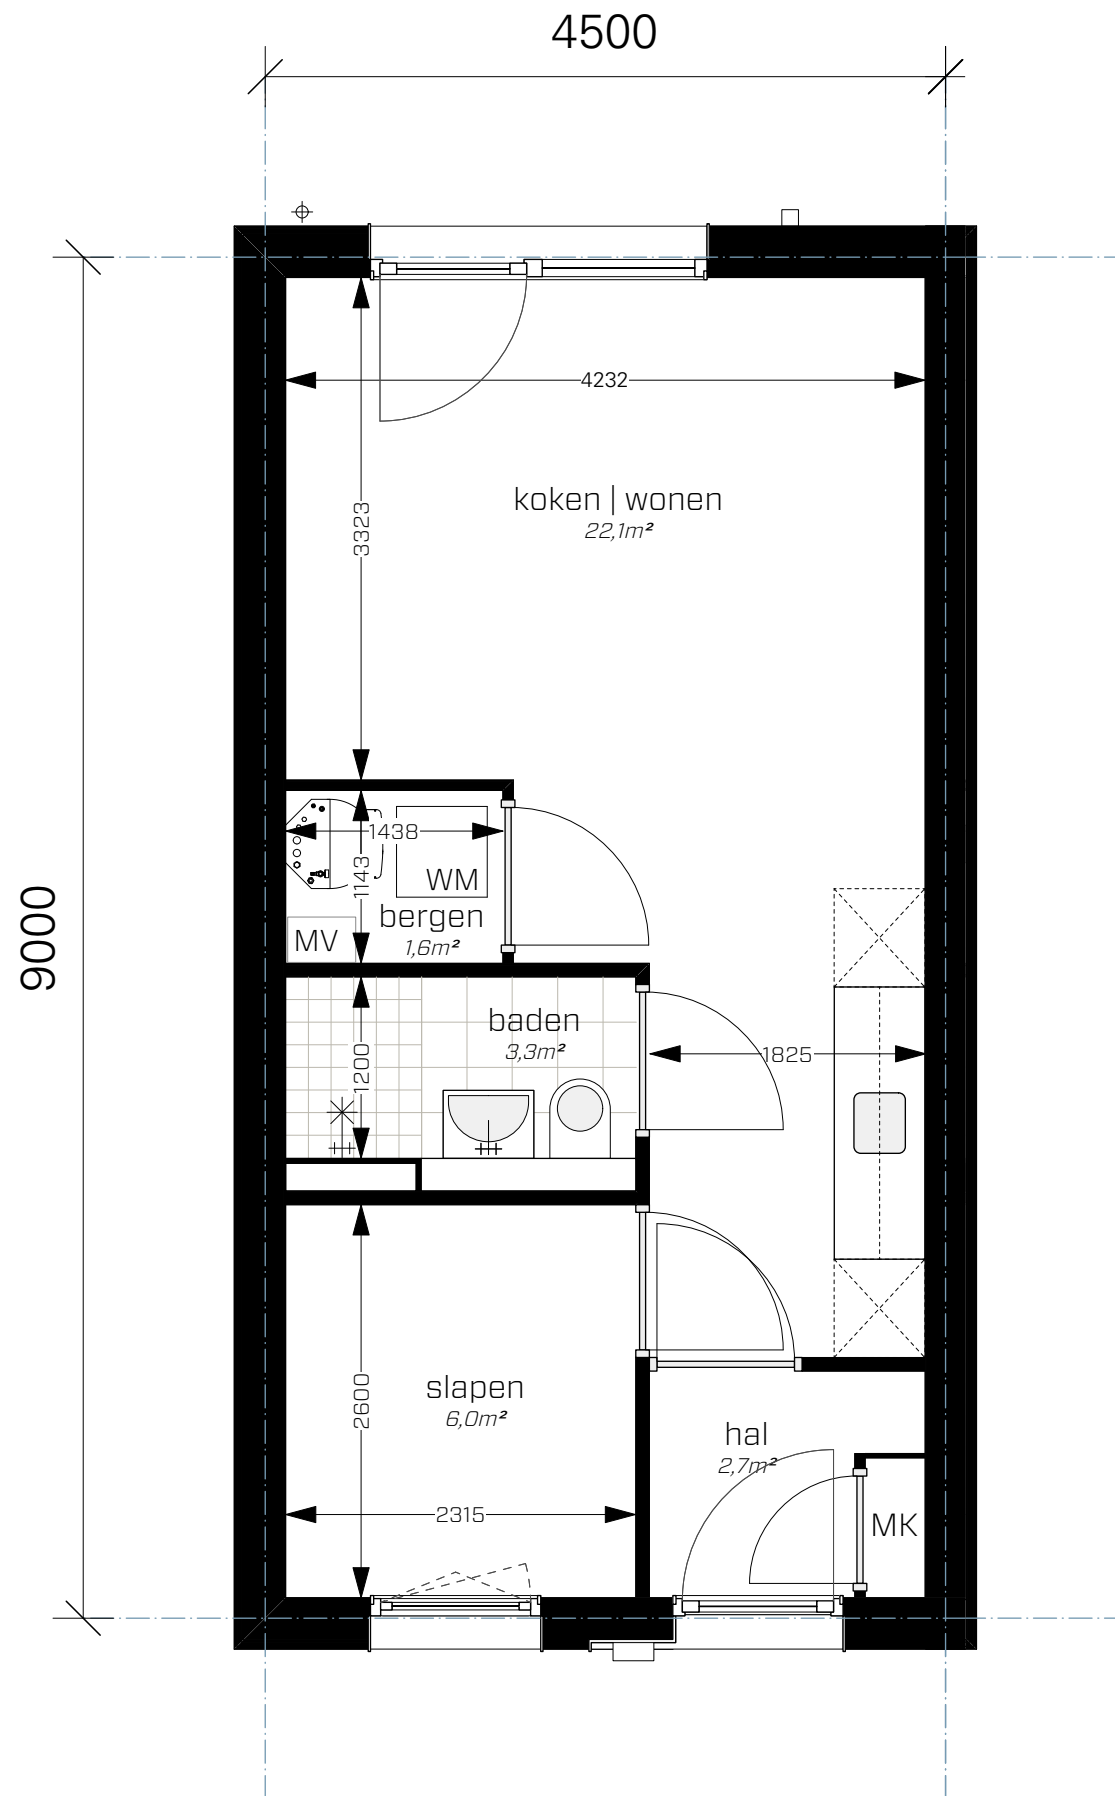 4500
4232
koken | wonen
22,1m²
3323
1438
1143
WM
bergen
1,6m²
MV
9000
baden
3,3m²
1200
1825
slapen
6,0m²
2600
hal
2,7m²
2315
MK